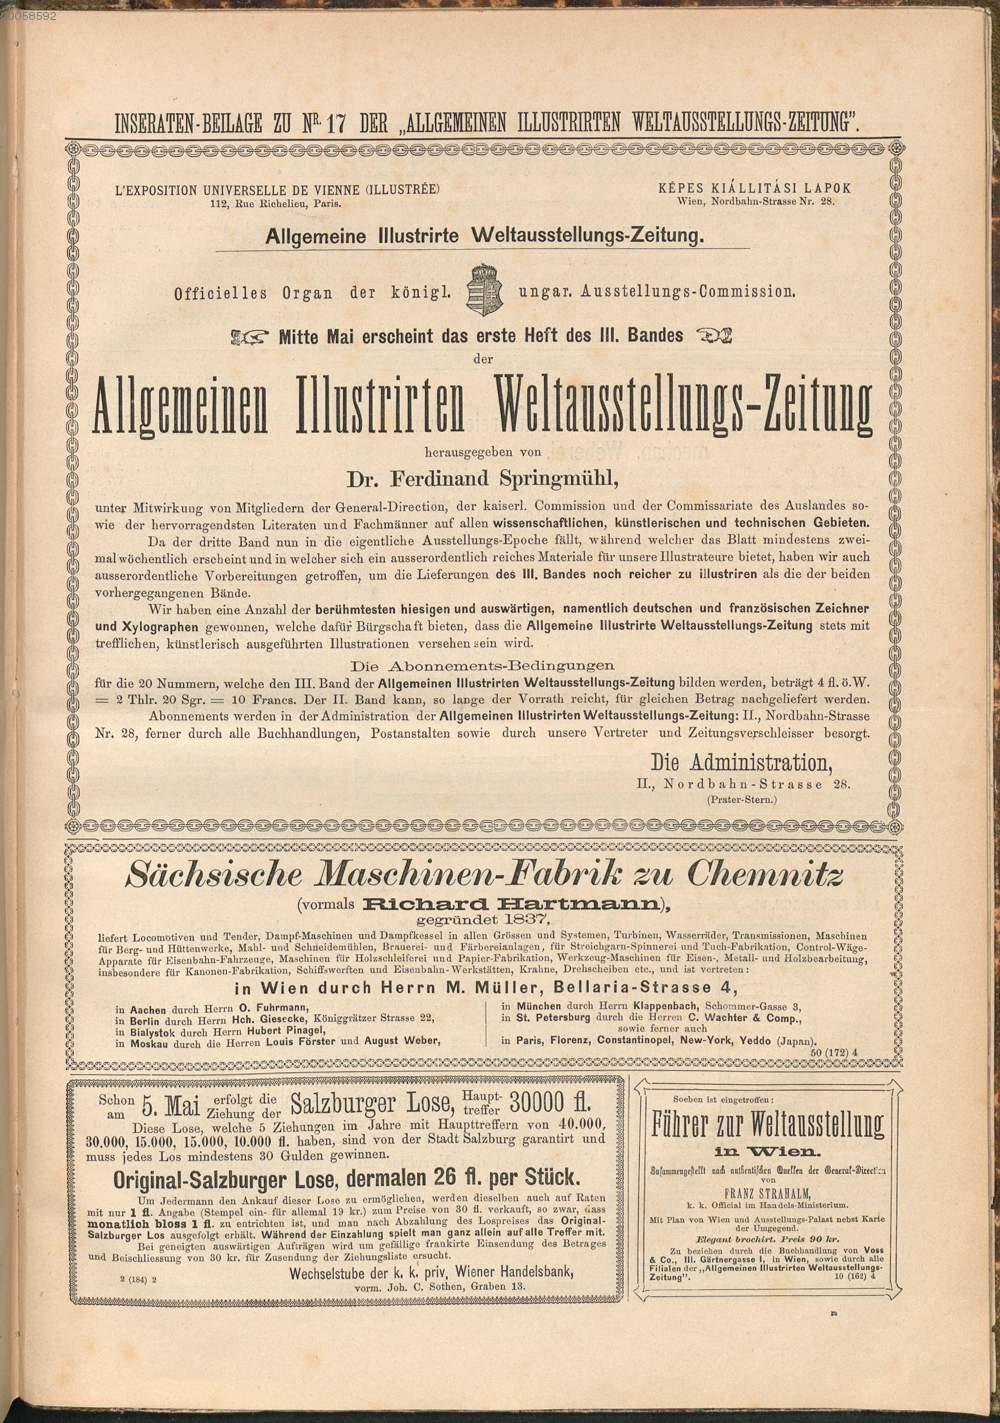 00058592
INSERATEN-BEILAGE ZU NR. 17 DER „ALLGEMEINEN ILLUSTRIRTEN WELTAUSSTELLUNGS-ZEITUNG“.
L'EXPOSITION UNIVERSELLE DE VIENNE (ILLUSTRÉE)
112, Rue Richelieu, Paris.
KÉPES KIÁLLITÁSI LAPOK
Wien, Nordbahn-Strasse Nr. 28.
Allgemeine Illustrirte Weltausstellungs-Zeitung.
Officielles Organ der königl. ungar. Ausstellungs-Commission.
Mitte Mai erscheint das erste Heft des III. Bandes
der
Allgemeinen Illustrirten Weltausstellungs-Zeitung
herausgegeben von
Dr. Ferdinand Springmühl,
unter Mitwirkung von Mitgliedern der General-Direction, der kaiserl. Commission und der Commissariate des Auslandes so-
wie der hervorragendsten Literaten und Fachmänner auf allen wissenschaftlichen, künstlerischen und technischen Gebieten.
Da der dritte Band nun in die eigentliche Ausstellungs-Epoche fällt, während welcher das Blatt mindestens zwei-
mal wöchentlich erscheint und in welcher sich ein ausserordentlich reiches Materiale für unsere Illustrateure bietet, haben wir auch
ausserordentliche Vorbereitungen getroffen, um die Lieferungen des III. Bandes noch reicher zu illustriren als die der beiden
vorhergegangenen Bände.
Wir haben eine Anzahl der berühmtesten hiesigen und auswärtigen, namentlich deutschen und französischen Zeichner
und Xylographen gewonnen, welche dafür Bürgschaft bieten, dass die Allgemeine Illustrirte Weltausstellungs-Zeitung stets mit
trefflichen, künstlerisch ausgeführten Illustrationen versehen sein wird.
Die Abonnements-Bedingungen
für die 20 Nummern, welche den III. Band der Allgemeinen Illustrirten Weltausstellungs-Zeitung bilden werden, beträgt 4 fl. ö. W.
= 2 Thlr. 20 Sgr. = 10 Francs. Der II. Band kann, so lange der Vorrath reicht, für gleichen Betrag nachgeliefert werden.
Abonnements werden in der Administration der Allgemeinen Illustrirten Weltausstellungs-Zeitung: II., Nordbahn-Strasse
Nr. 28, ferner durch alle Buchhandlungen, Postanstalten sowie durch unsere Vertreter und Zeitungsverschleisser besorgt.
Die Administration,
II., Nordbahn-Strasse 28.
(Prater-Stern.)
Sächsische Maschinen-Fabrik zu Chemnitz
(vormals Richard Hartmann),
gegründet 1837,
liefert Locomotiven und Tender, Dampf-Maschinen und Dampfkessel in allen Grössen und Systemen, Turbinen, Wasserräder, Transmissionen, Maschinen
für Berg- und Hüttenwerke, Mahl- und Schneidemühlen, Brauerei- und Färbereianlagen, für Streichgarn-Spinnerei und Tuch-Fabrikation, Control-Wäge-
Apparate für Eisenbahn-Fahrzeuge, Maschinen für Holzschleiferei und Papier-Fabrikation, Werkzeug-Maschinen für Eisen-, Metall- und Holzbearbeitung,
insbesondere für Kanonen-Fabrikation, Schiffswerften und Eisenbahn-Werkstätten, Krahne, Drehscheiben etc., und ist vertreten:
in Wien durch Herrn M. Müller, Bellaria-Strasse 4,
in Aachen durch Herrn O. Fuhrmann,
in Berlin durch Herrn Hch. Giesecke, Königgrätzer Strasse 22,
in Bialystok durch Herrn Hubert Pinagel,
in Moskau durch die Herren Louis Förster und August Weber,
in München durch Herrn Klappenbach, Schommer-Gasse 3,
in St. Petersburg durch die Herren C. Wachter & Comp.,
sowie ferner auch
in Paris, Florenz, Constantinopel, New-York, Yeddo (Japan).
50 (172) 4
Schon am 5. Mai erfolgt die Ziehung der Salzburger Lose, Haupt-treffer 30000 fl.
Diese Lose, welche 5 Ziehungen im Jahre mit Haupttreffern von 40.000,
30.000, 15.000, 15.000, 10.000 fl. haben, sind von der Stadt Salzburg garantirt und
muss jedes Los mindestens 30 Gulden gewinnen.
Original-Salzburger Lose, dermalen 26 fl. per Stück.
Um Jedermann den Ankauf dieser Lose zu ermöglichen, werden dieselben auch auf Raten
mit nur 1 fl. Angabe (Stempel ein- für allemal 19 kr.) zum Preise von 30 fl. verkauft, so zwar, dass
monatlich bloss 1 fl. zu entrichten ist, und man nach Abzahlung des Lospreises das Original-
Salzburger Los ausgefolgt erhält. Während der Einzahlung spielt man ganz allein auf alle Treffer mit.
Bei geneigten auswärtigen Aufträgen wird um gefällige frankirte Einsendung des Betrages
und Beischliessung von 30 kr. für Zusendung der Ziehungsliste ersucht.
2 (184) 2
Wechselstube der k. k. priv. Wiener Handelsbank,
vorm. Joh. C. Sothen, Graben 13.
Soeben ist eingetroffen:
Führer zur Weltausstellung
in Wien.
Zusammengestellt nach authentischen Quellen der General-Direction
von
FRANZ STRAHALM,
k. k. Official im Handels-Ministerium.
Mit Plan von Wien und Ausstellungs-Palast nebst Karte
der Umgegend.
Elegant brochirt. Preis 90 kr.
Zu beziehen durch die Buchhandlung von Voss
& Co., III. Gärtnergasse 1, in Wien, sowie durch alle
Filialen der „Allgemeinen Illustrirten Weltausstellungs-
Zeitung“.
10 (162) 4